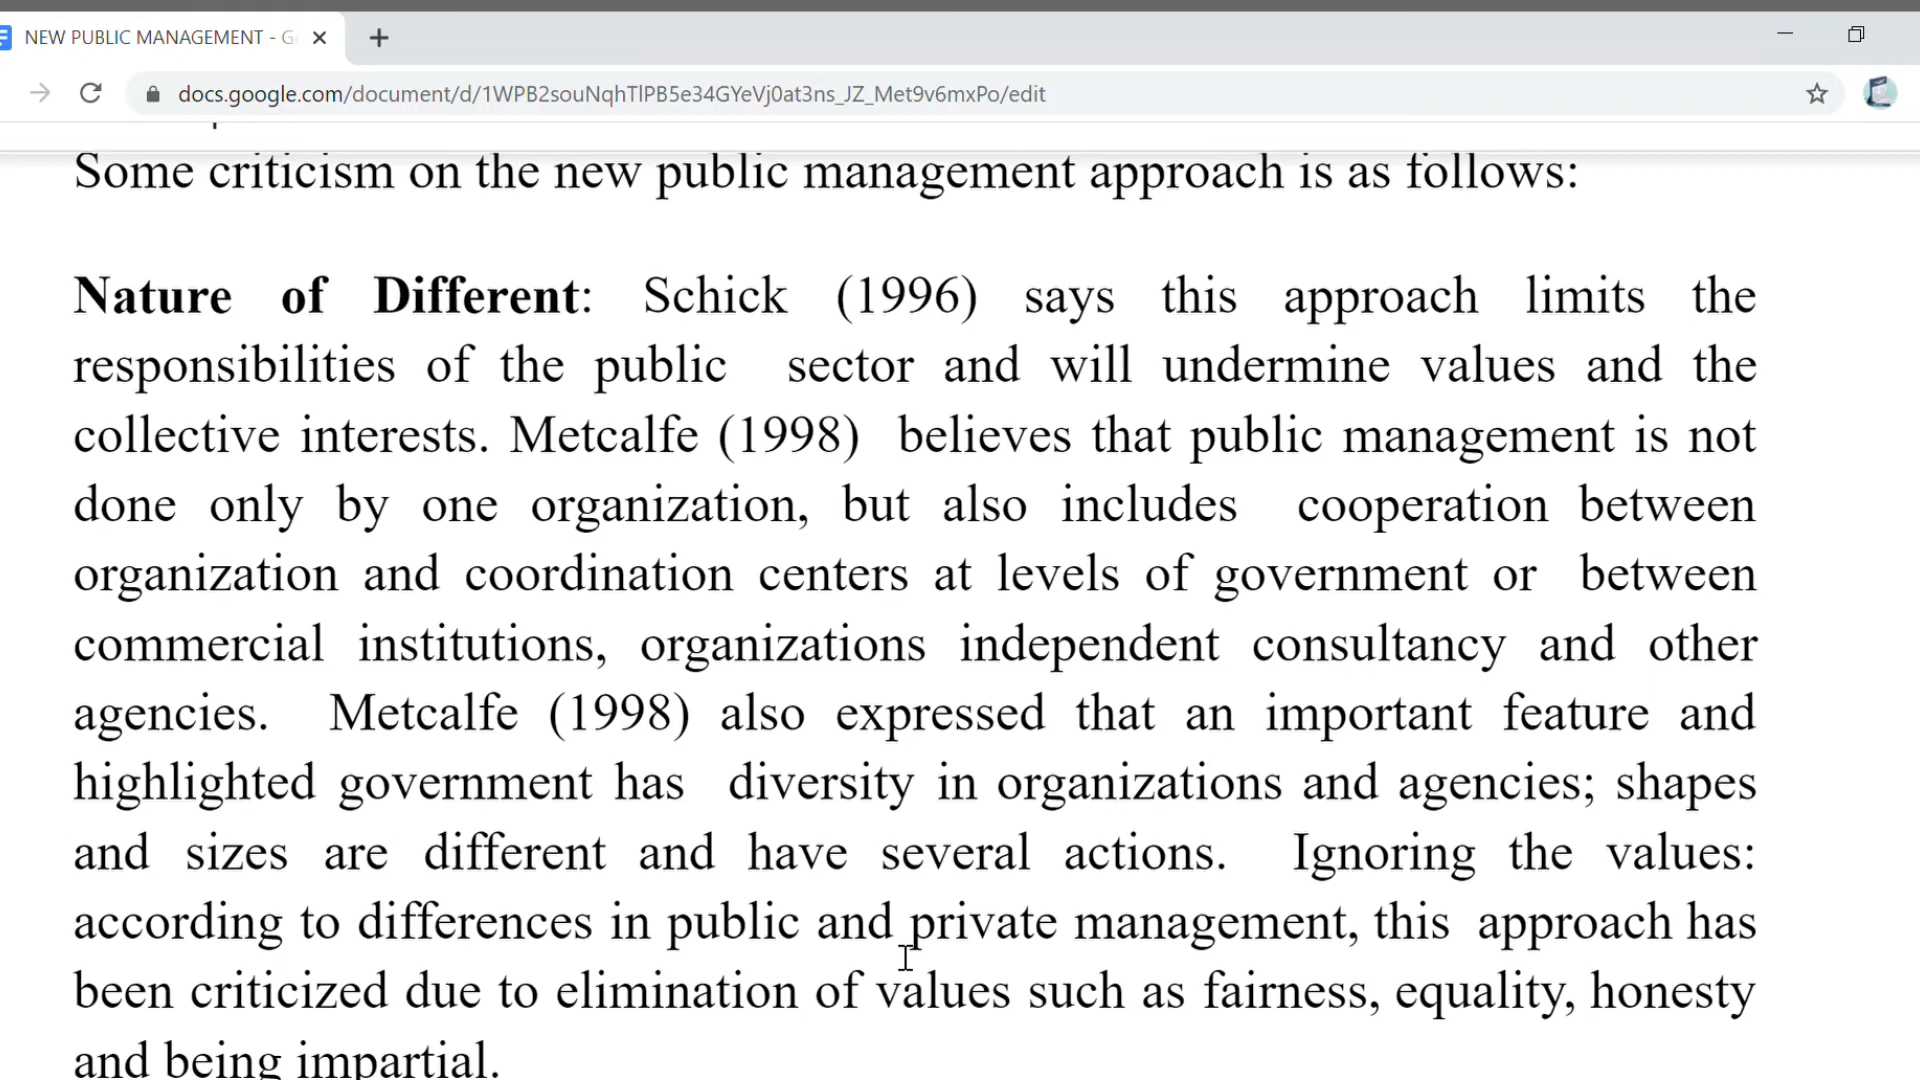 NEW PUBLIC MANAGEMENT - G
docs.google.com/document/d/1WPB2souNqhTlPB5e34GYeVj0at3ns_JZ_Met9v6mxPo/edit
Some criticism on the new public management approach is as follows:
Nature of Different: Schick (1996) says this approach limits the
responsibilities of the public sector and will undermine values and the
collective interests. Metcalfe (1998) believes that public management is not
done only by one organization, but also includes cooperation between
organization and coordination centers at levels of government or between
commercial institutions, organizations independent consultancy and other
agencies. Metcalfe (1998) also expressed that an important feature and
highlighted government has diversity in organizations and agencies; shapes
and sizes are different and have several actions. Ignoring the values:
according to differences in public and private management, this approach has
been criticized due to elimination of values such as fairness, equality, honesty
and being impartial.